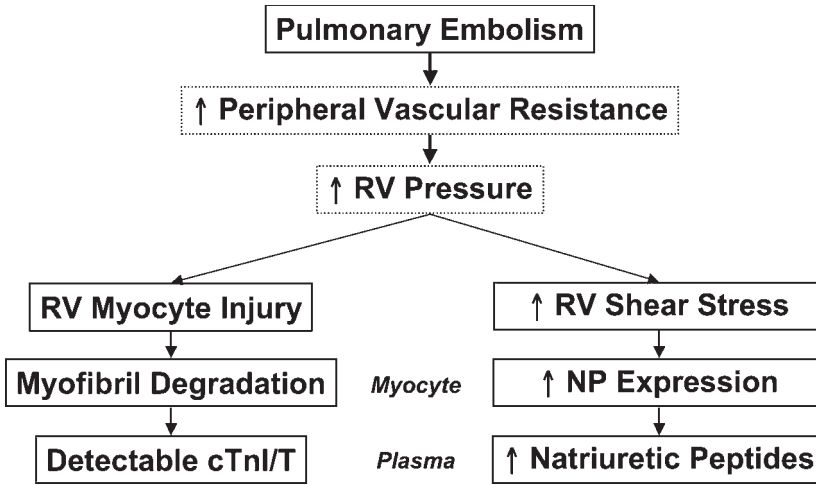 Pulmonary Embolism
↑ Peripheral Vascular Resistance
↑ RV Pressure
RV Myocyte Injury
↑ RV Shear Stress
Myofibril Degradation
Myocyte
↑ NP Expression
Detectable cTnI/T
Plasma
↑ Natriuretic Peptides